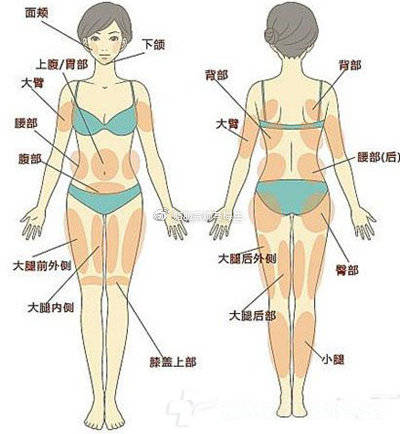 面颊
下颌
上腹/胃部
大臂
腰部
腹部
大腿前外侧
大腿内侧
膝盖上部
背部
背部
大臂
腰部(后)
大腿后外侧
臀部
大腿后部
小腿